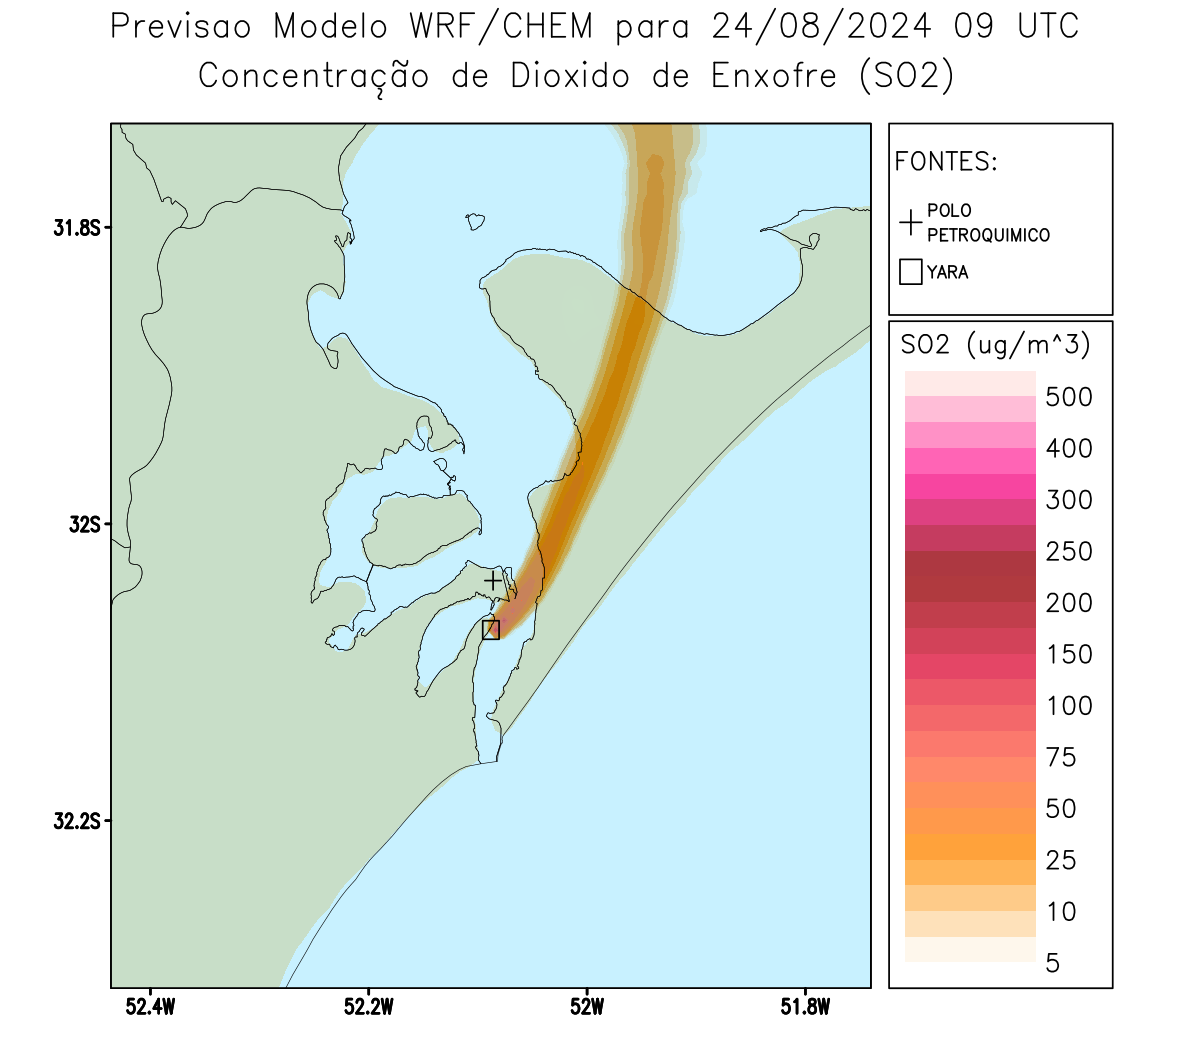 Previsao Modelo WRF/CHEM para 24/08/2024 09 UTC
Concentração de Dioxido de Enxofre (SO2)
FONTES:
POLO
PETROQUIMICO
YARA
SO2 (ug/m^3)
500
400
300
250
200
150
100
75
50
25
10
5
31.8S
32S
32.2S
52.4W
52.2W
52W
51.8W